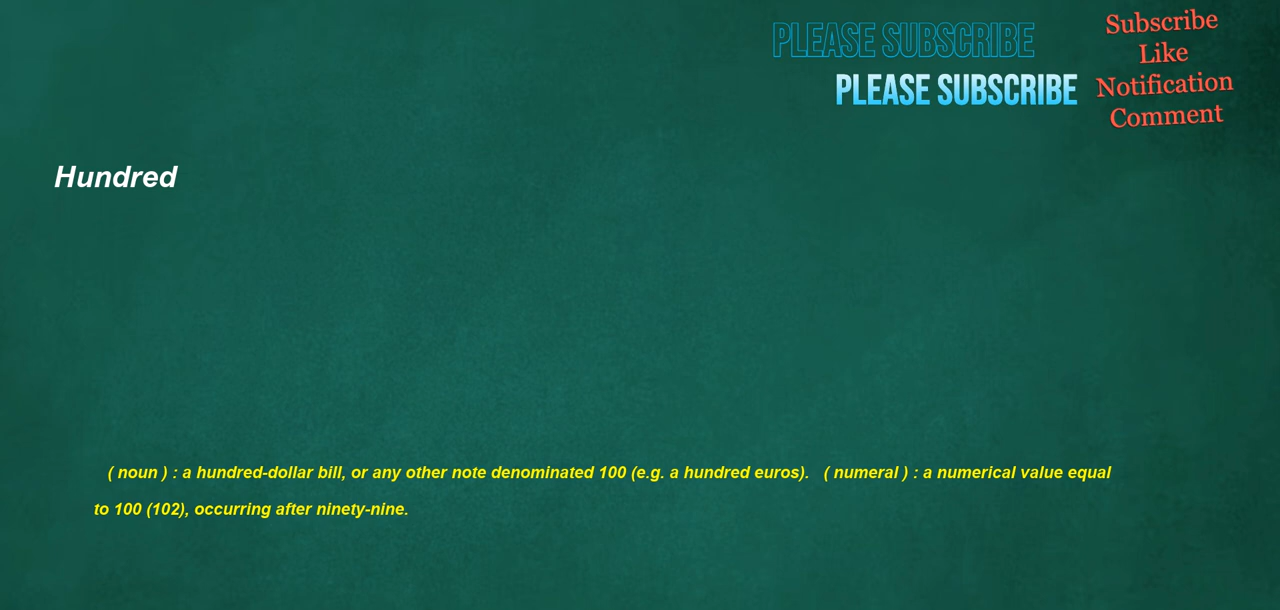 PLEASE SUBSCRIBE
PLEASE SUBSCRIBE
Subscribe
Like
Notification
Comment
Hundred
( noun ) : a hundred-dollar bill, or any other note denominated 100 (e.g. a hundred euros). ( numeral ) : a numerical value equal
to 100 (102), occurring after ninety-nine.